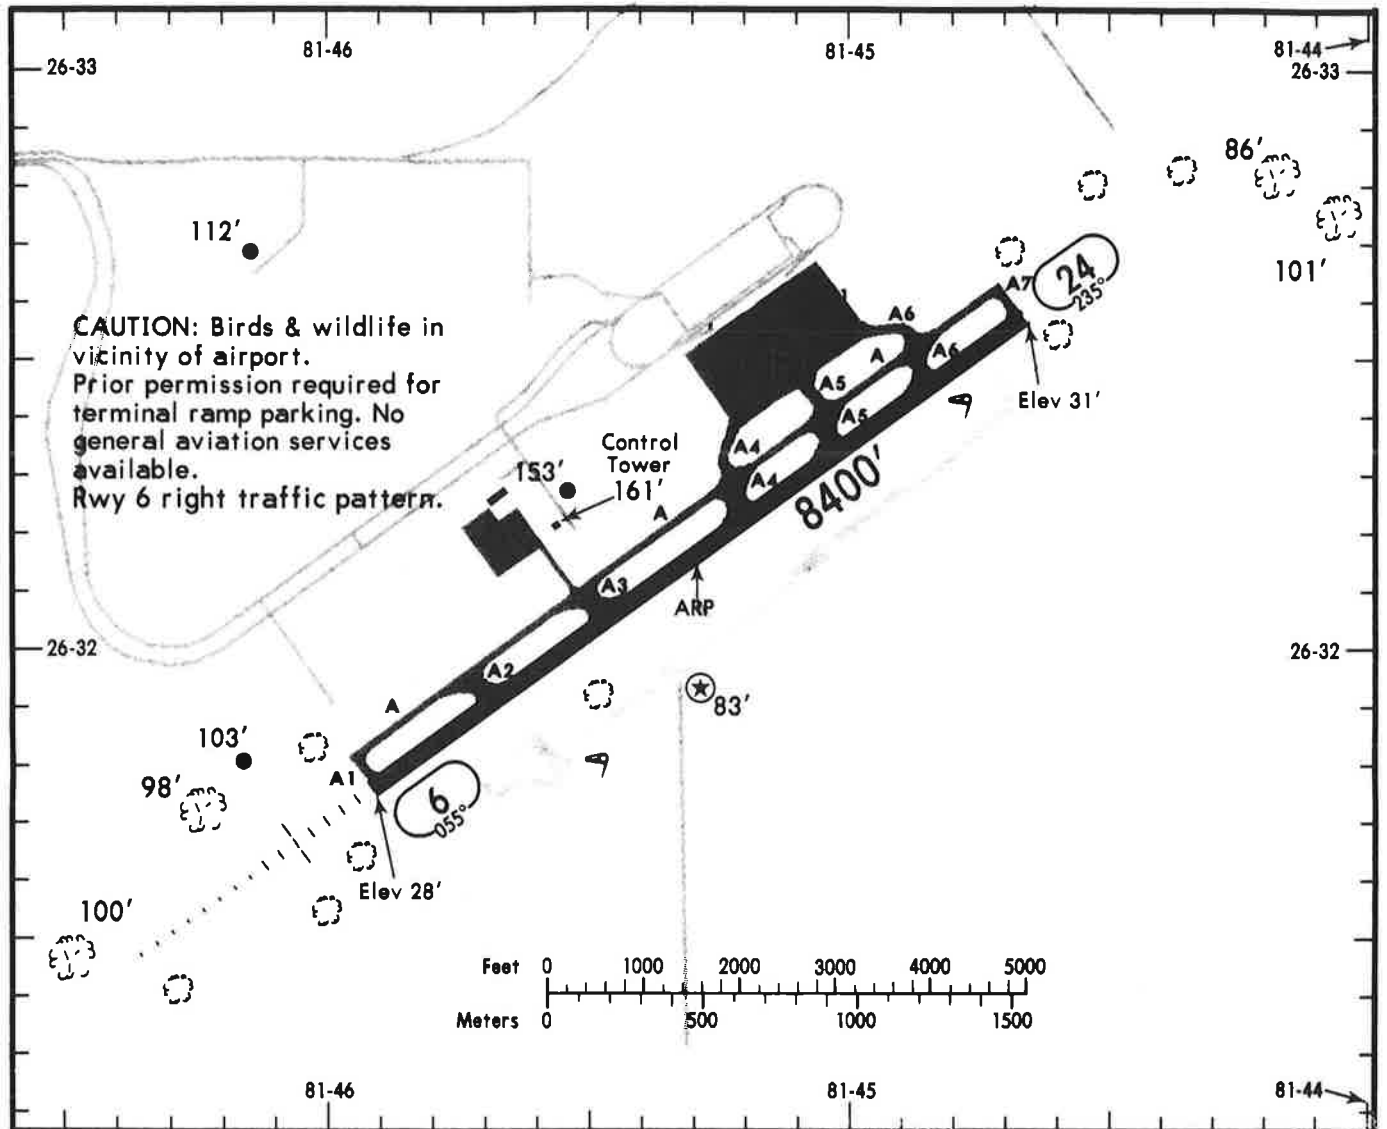 81-46
81-45
81-44
26-33
26-33
86'
112'
101'
24
235°
A7
A6
CAUTION: Birds & wildlife in
vicinity of airport.
Prior permission required for
terminal ramp parking. No
general aviation services
available.
Rwy 6 right traffic pattern.
A
A6
A5
Elev 31'
A5
A4
Control
Tower
161'
153'
A4
8400'
A
A3
ARP
26-32
26-32
A2
83'
A
103'
A1
98'
6
055°
Elev 28'
100'
Feet 0 1000 2000 3000 4000 5000
Meters 0 500 1000 1500
81-46
81-45
81-44